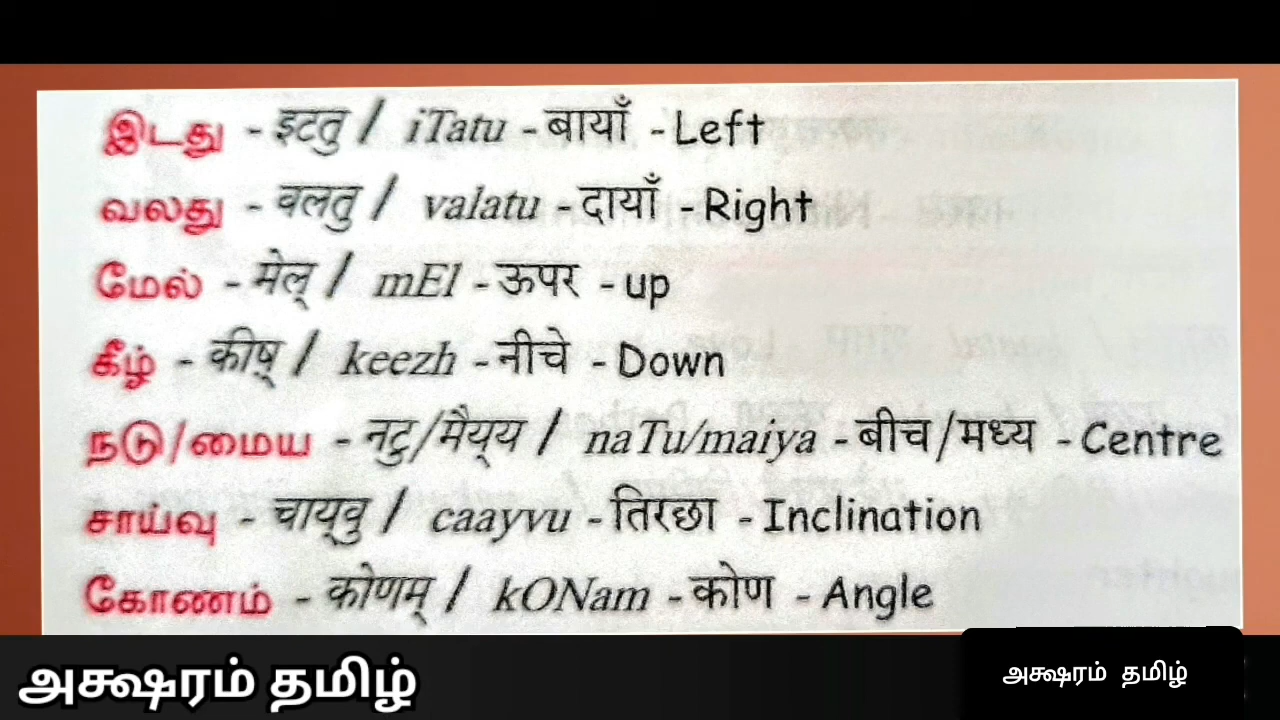 இடது - इटतु / iTatu - बायाँ - Left
வலது - वलतु / valatu - दायाँ - Right
மேல் - मेल् / mEl - ऊपर - up
கீழ் - कीष़् / keezh - नीचे - Down
நடு/மைய - नटु/मैय्य / naTu/maiya - बीच/मध्य - Centre
சாய்வு - चाय्वु / caayvu - तिरछा - Inclination
கோணம் - कोणम् / kONam - कोण - Angle
அக்ஷரம் தமிழ்
அக்ஷரம் தமிழ்